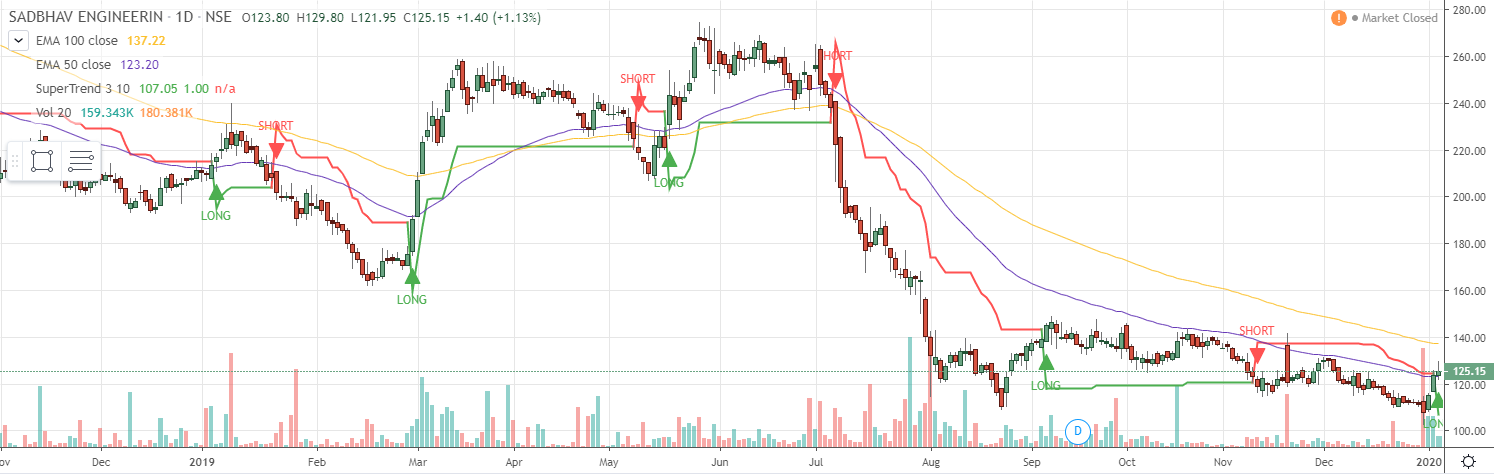 SADBHAV ENGINEERIN · 1D · NSE O123.80 H129.80 L121.95 C125.15 +1.40 (+1.13%)
! Market Closed
EMA 100 close 137.22
EMA 50 close 123.20
SuperTrend 3 10 107.05 1.00 n/a
Vol 20 159.343K 180.381K
280.00
260.00
240.00
220.00
200.00
180.00
160.00
140.00
125.15
120.00
100.00
SHORT
SHORT
HORT
SHORT
LONG
LONG
LONG
LONG
LON
D
ov Dec 2019 Feb Mar Apr May Jun Jul Aug Sep Oct Nov Dec 2020